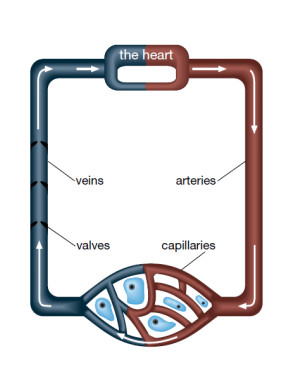 the heart
veins
arteries
valves
capillaries